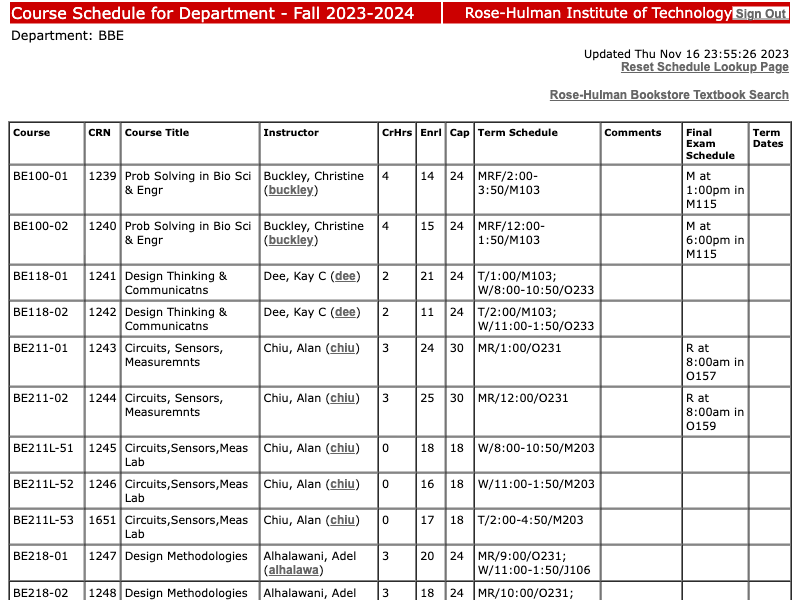 Course Schedule for Department - Fall 2023-2024 Rose-Hulman Institute of Technology Sign Out
Department: BBE
Updated Thu Nov 16 23:55:26 2023
Reset Schedule Lookup Page
Rose-Hulman Bookstore Textbook Search
Course CRN Course Title Instructor CrHrs Enrl Cap Term Schedule Comments Final Term
Exam Dates
Schedule
BE100-01 1239 Prob Solving in Bio Sci Buckley, Christine 4 14 24 MRF/2:00- M at
& Engr (buckley) 3:50/M103 1:00pm in
M115
BE100-02 1240 Prob Solving in Bio Sci Buckley, Christine 4 15 24 MRF/12:00- M at
& Engr (buckley) 1:50/M103 6:00pm in
M115
BE118-01 1241 Design Thinking & Dee, Kay C (dee) 2 21 24 T/1:00/M103;
Communicatns W/8:00-10:50/O233
BE118-02 1242 Design Thinking & Dee, Kay C (dee) 2 11 24 T/2:00/M103;
Communicatns W/11:00-1:50/O233
BE211-01 1243 Circuits, Sensors, Chiu, Alan (chiu) 3 24 30 MR/1:00/O231 R at
Measuremnts 8:00am in
O157
BE211-02 1244 Circuits, Sensors, Chiu, Alan (chiu) 3 25 30 MR/12:00/O231 R at
Measuremnts 8:00am in
O159
BE211L-51 1245 Circuits,Sensors,Meas Chiu, Alan (chiu) 0 18 18 W/8:00-10:50/M203
Lab
BE211L-52 1246 Circuits,Sensors,Meas Chiu, Alan (chiu) 0 16 18 W/11:00-1:50/M203
Lab
BE211L-53 1651 Circuits,Sensors,Meas Chiu, Alan (chiu) 0 17 18 T/2:00-4:50/M203
Lab
BE218-01 1247 Design Methodologies Alhalawani, Adel 3 20 24 MR/9:00/O231;
(alhalawa) W/11:00-1:50/J106
BE218-02 1248 Design Methodologies Alhalawani, Adel 3 18 24 MR/10:00/O231;